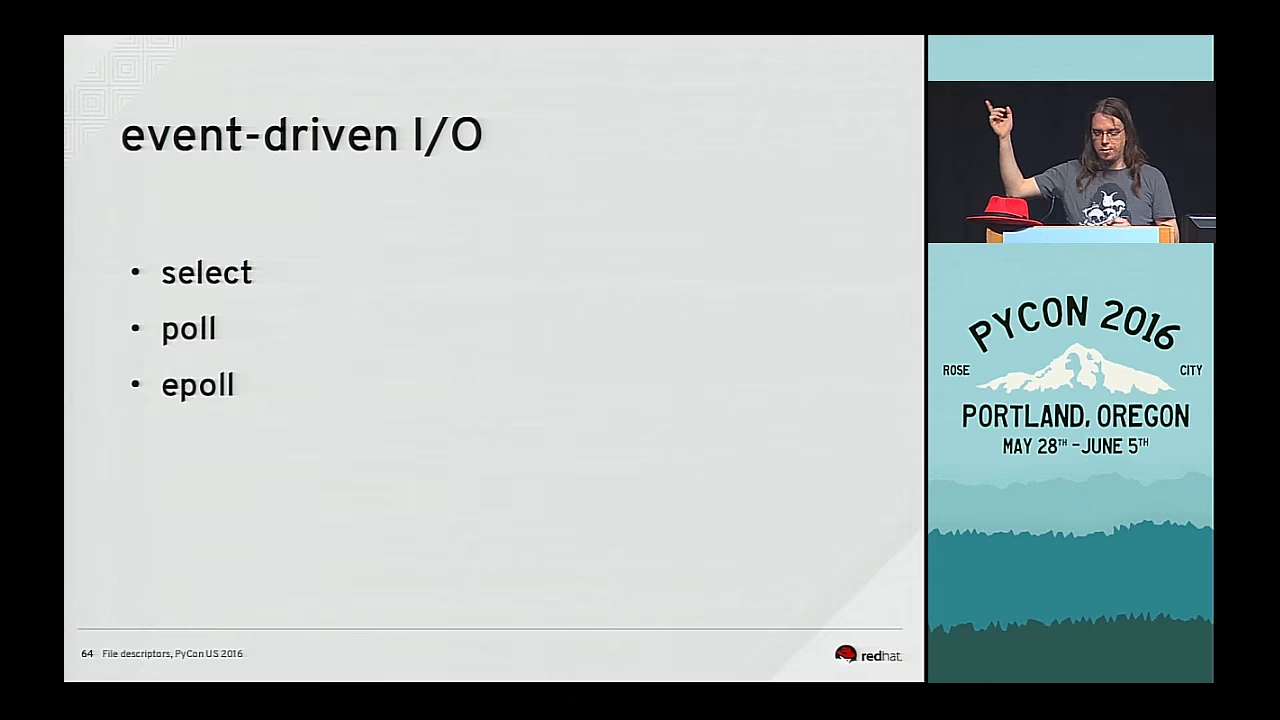 event-driven I/O
• select
• poll
• epoll
64 File descriptors, PyCon US 2016
redhat.
PYCON 2016
ROSE CITY
PORTLAND, OREGON
MAY 28TH - JUNE 5TH